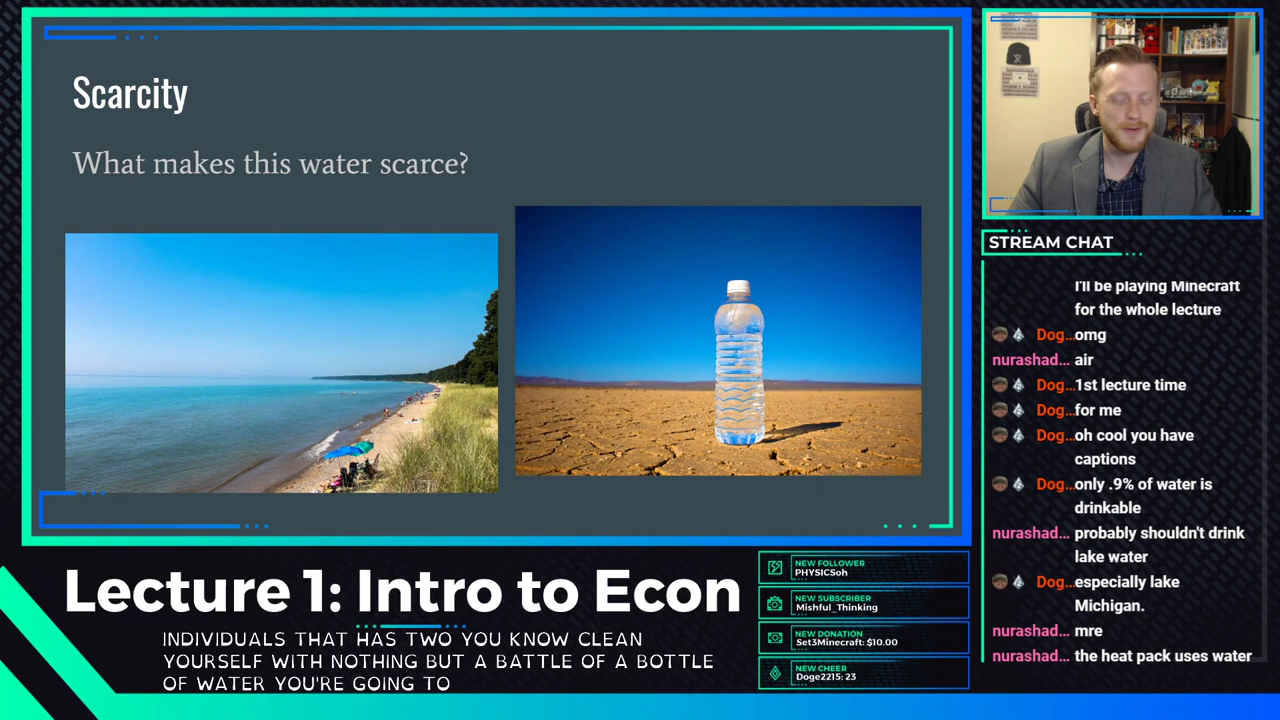 Scarcity
What makes this water scarce?
STREAM CHAT
I'll be playing Minecraft
for the whole lecture
Dog... omg
nurashad... air
Dog... 1st lecture time
Dog... for me
Dog... oh cool you have
captions
Dog... only .9% of water is
drinkable
nurashad... probably shouldn't drink
lake water
Dog... especially lake
Michigan.
nurashad... mre
nurashad... the heat pack uses water
Lecture 1: Intro to Econ
INDIVIDUALS THAT HAS TWO YOU KNOW CLEAN
YOURSELF WITH NOTHING BUT A BATTLE OF A BOTTLE
OF WATER YOU'RE GOING TO
NEW FOLLOWER
PHYSICSoh
NEW SUBSCRIBER
Mishful_Thinking
NEW DONATION
Set3Minecraft: $10.00
NEW CHEER
Doge2215: 23